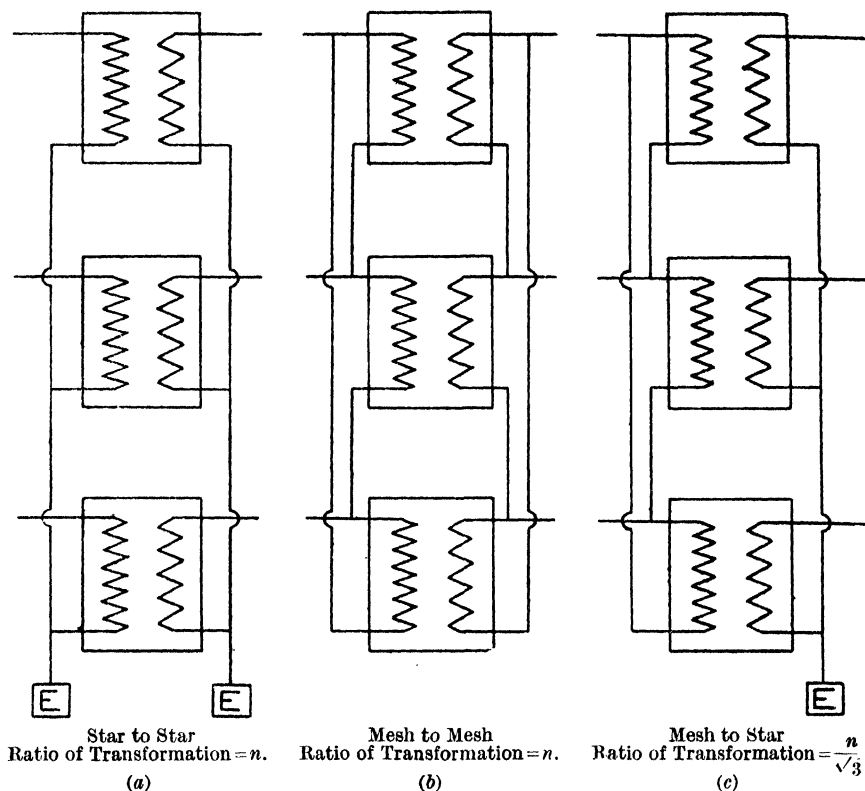 E
E
E
Star to Star
Ratio of Transformation = n.
(a)
Mesh to Mesh
Ratio of Transformation = n.
(b)
Mesh to Star
Ratio of Transformation = n/√3
(c)